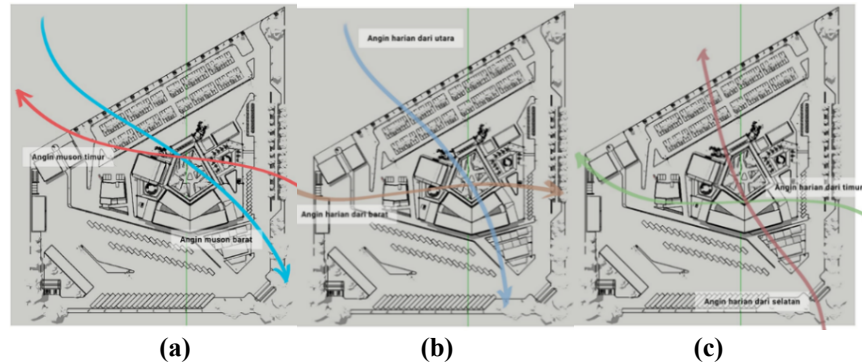 Angin harian dari utara
Angin muson timur
Angin harian dari timur
Angin harian dari barat
Angin muson barat
Angin harian dari selatan
(a)
(b)
(c)